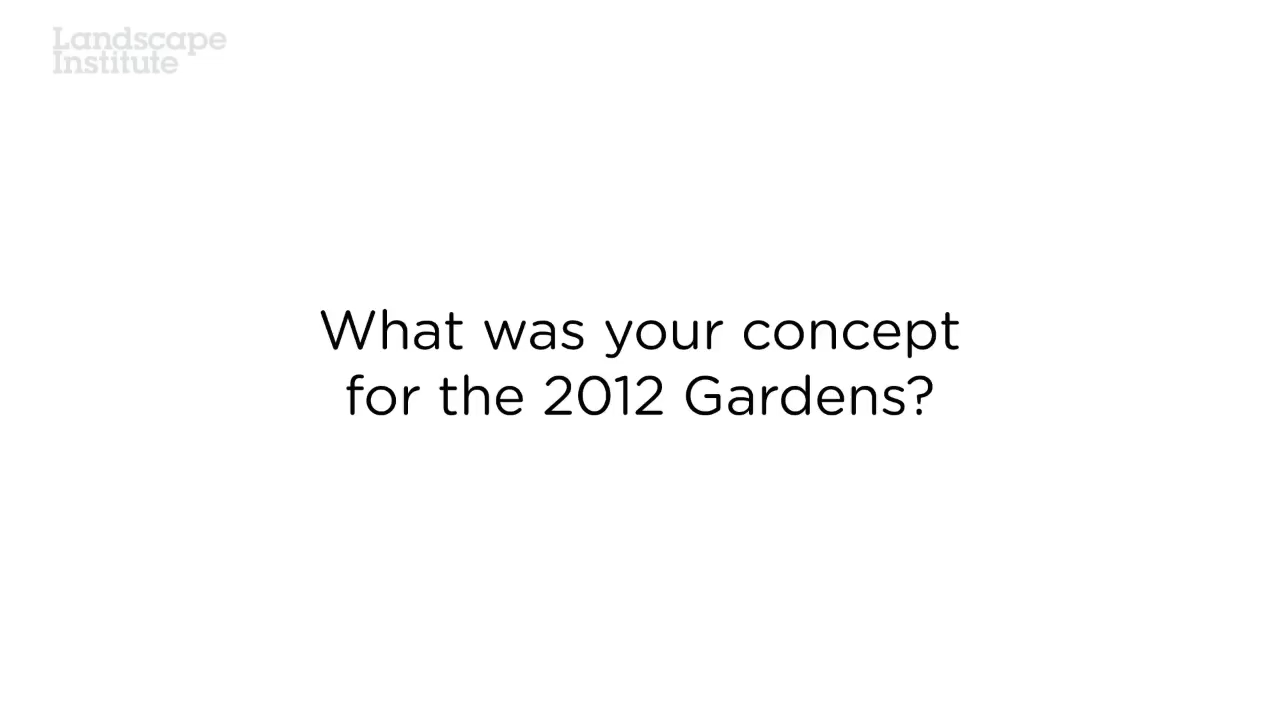 Landscape
Institute
What was your concept
for the 2012 Gardens?